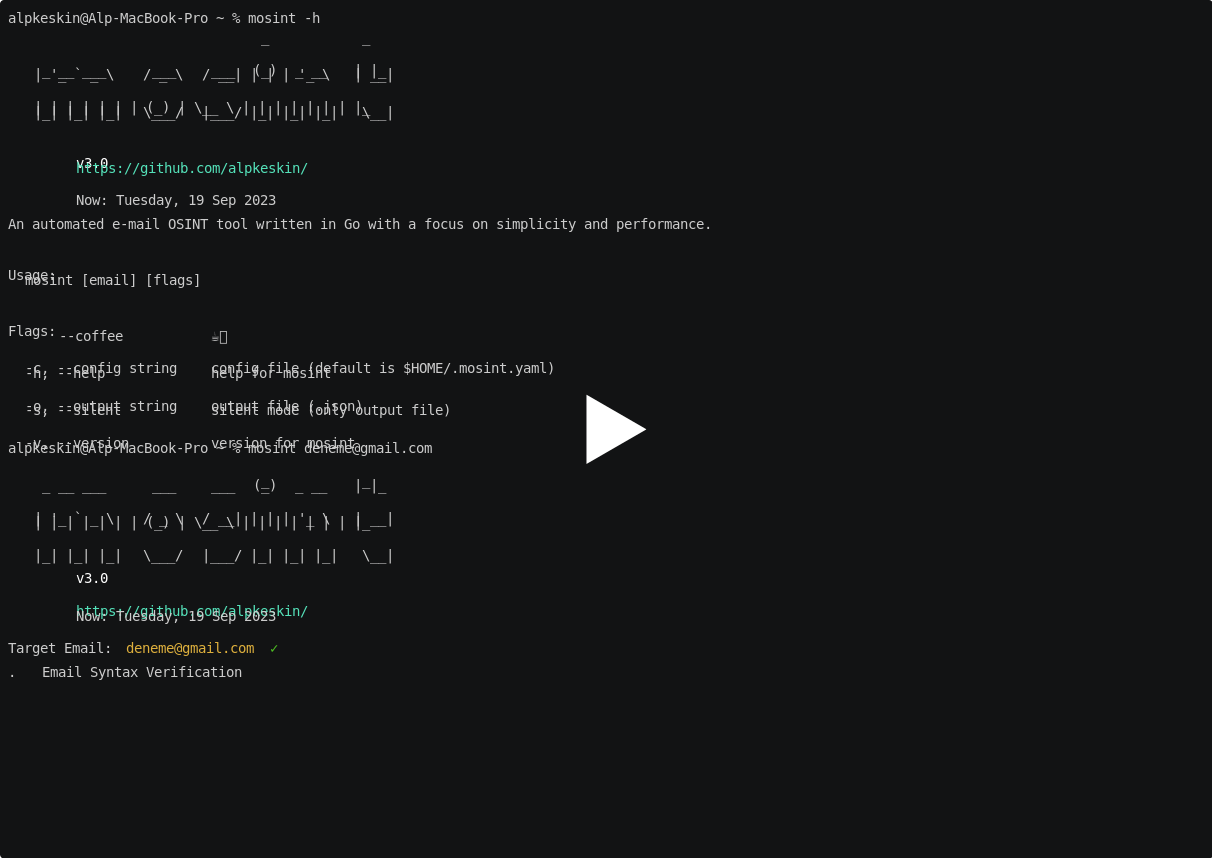 alpkeskin@Alp-MacBook-Pro ~ % mosint -h
v3.0
https://github.com/alpkeskin/
Now: Tuesday, 19 Sep 2023
An automated e-mail OSINT tool written in Go with a focus on simplicity and performance.
Usage:
mosint [email] [flags]
Flags:
--coffee ☕
-c, --config string config file (default is $HOME/.mosint.yaml)
-h, --help help for mosint
-o, --output string output file (.json)
-s, --silent silent mode (only output file)
-v, --version version for mosint
alpkeskin@Alp-MacBook-Pro ~ % mosint deneme@gmail.com
v3.0
https://github.com/alpkeskin/
Now: Tuesday, 19 Sep 2023
Target Email: deneme@gmail.com ✓
. Email Syntax Verification